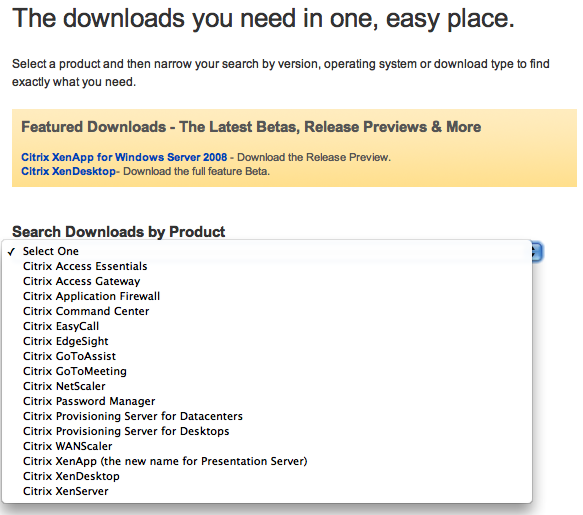 The downloads you need in one, easy place.
Select a product and then narrow your search by version, operating system or download type to find
exactly what you need.
Featured Downloads - The Latest Betas, Release Previews & More
Citrix XenApp for Windows Server 2008 - Download the Release Preview.
Citrix XenDesktop- Download the full feature Beta.
Search Downloads by Product
✓ Select One
Citrix Access Essentials
Citrix Access Gateway
Citrix Application Firewall
Citrix Command Center
Citrix EasyCall
Citrix EdgeSight
Citrix GoToAssist
Citrix GoToMeeting
Citrix NetScaler
Citrix Password Manager
Citrix Provisioning Server for Datacenters
Citrix Provisioning Server for Desktops
Citrix WANScaler
Citrix XenApp (the new name for Presentation Server)
Citrix XenDesktop
Citrix XenServer